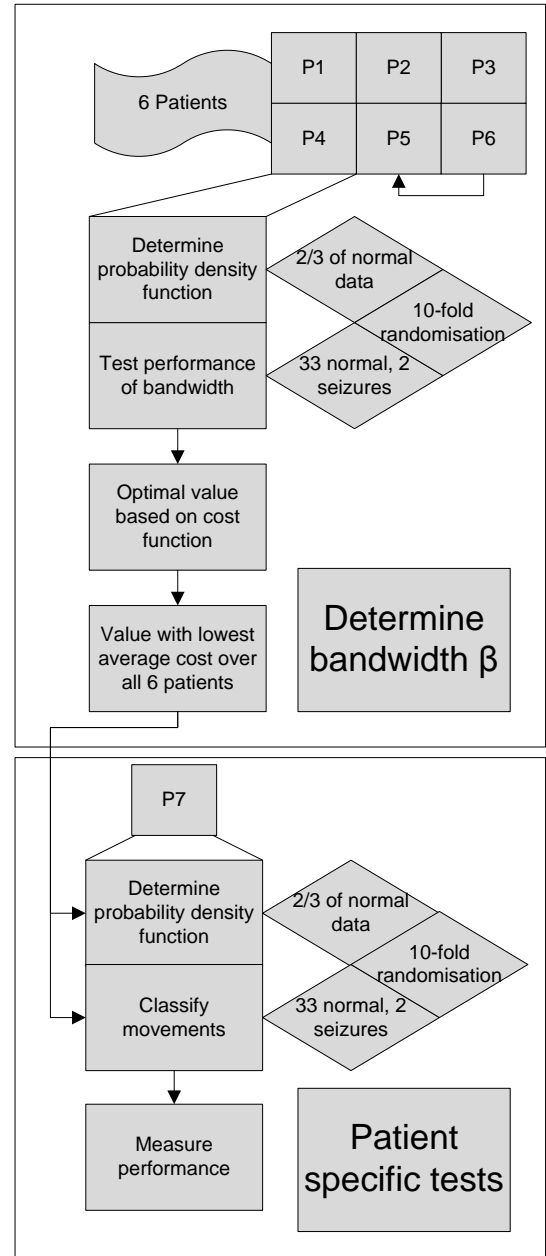 6 Patients
P1
P2
P3
P4
P5
P6
Determine
probability density
function
2/3 of normal
data
10-fold
randomisation
Test performance
of bandwidth
33 normal, 2
seizures
Optimal value
based on cost
function
Value with lowest
average cost over
all 6 patients
Determine
bandwidth β
P7
Determine
probability density
function
2/3 of normal
data
10-fold
randomisation
Classify
movements
33 normal, 2
seizures
Measure
performance
Patient
specific tests